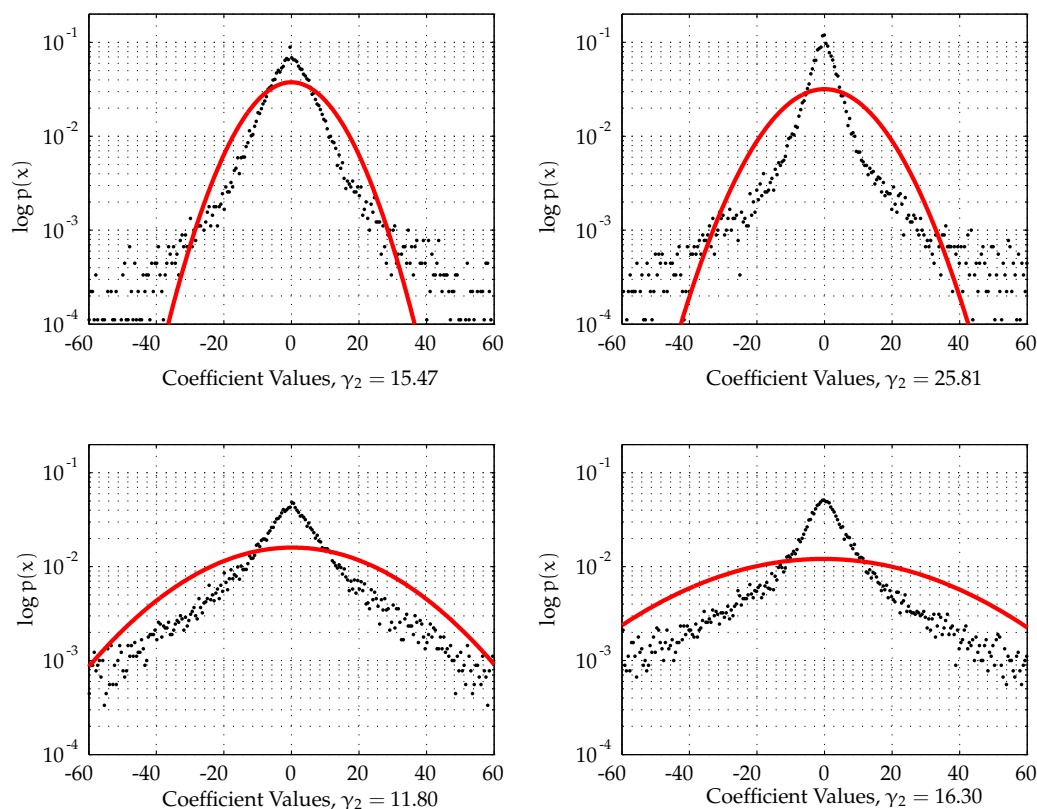 10^-1
10^-2
10^-3
10^-4
log p(x)
-60 -40 -20 0 20 40 60
Coefficient Values, γ₂ = 15.47
10^-1
10^-2
10^-3
10^-4
log p(x)
-60 -40 -20 0 20 40 60
Coefficient Values, γ₂ = 25.81
10^-1
10^-2
10^-3
10^-4
log p(x)
-60 -40 -20 0 20 40 60
Coefficient Values, γ₂ = 11.80
10^-1
10^-2
10^-3
10^-4
log p(x)
-60 -40 -20 0 20 40 60
Coefficient Values, γ₂ = 16.30